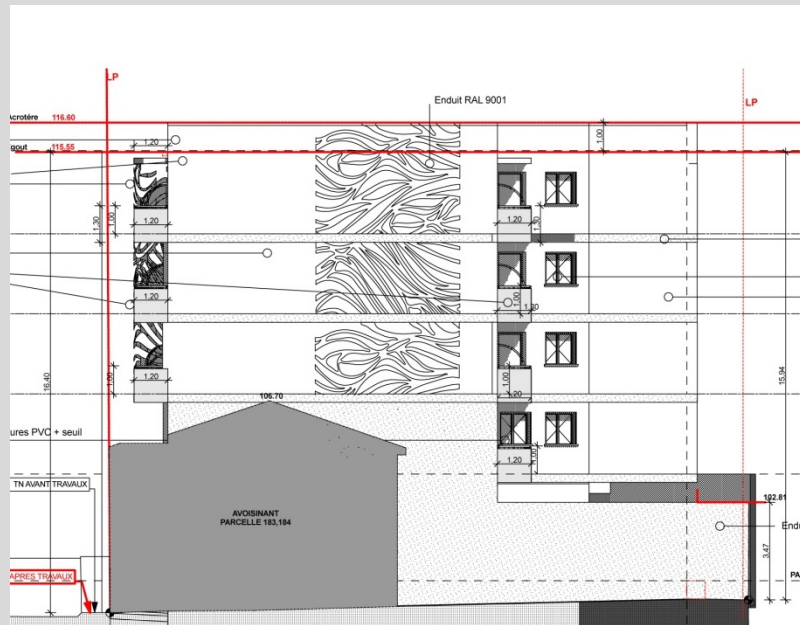 LP
LP
Enduit RAL 9001
Acrotère 116.60
1,00
gout 115.55
1,20
1,30
1,00
1,20
1,20
1,30
1,20
1,00
1,20
1,00
1,20
1,00
16,40
106.70
15,94
ures PVC + seuil
1,20
1,00
TN AVANT TRAVAUX
102.81
AVOISINANT
PARCELLE 183,184
Endu
3,47
APRES TRAVAUX
PA